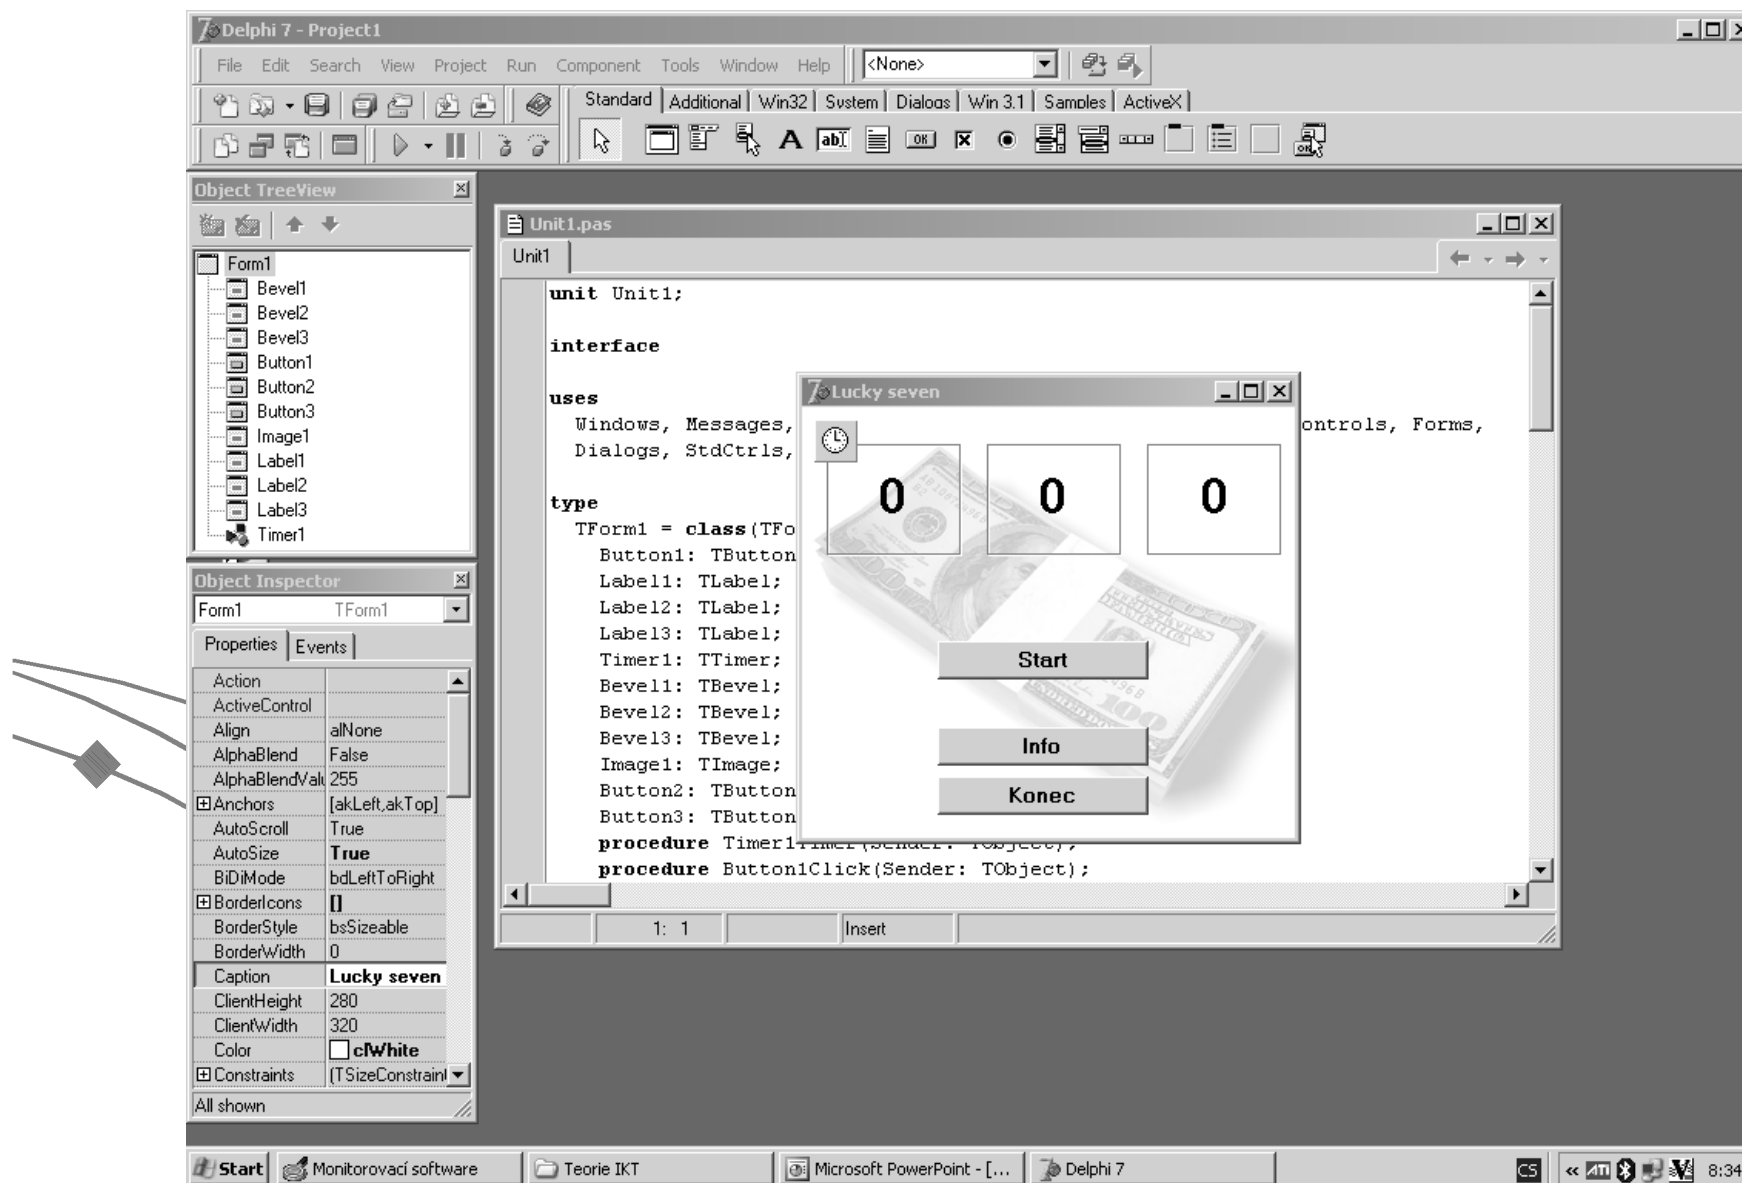 Delphi 7 - Project1
File Edit Search View Project Run Component Tools Window Help <None>
Standard Additional Win32 System Dialogs Win 3.1 Samples ActiveX
Object TreeView
Form1
Bevel1
Bevel2
Bevel3
Button1
Button2
Button3
Image1
Label1
Label2
Label3
Timer1
Object Inspector
Form1 TForm1
Properties Events
Action
ActiveControl
Align alNone
AlphaBlend False
AlphaBlendValu 255
Anchors [akLeft,akTop]
AutoScroll True
AutoSize True
BiDiMode bdLeftToRight
BorderIcons []
BorderStyle bsSizeable
BorderWidth 0
Caption Lucky seven
ClientHeight 280
ClientWidth 320
Color clWhite
Constraints (TSizeConstraint
All shown
Unit1.pas
Unit1
unit Unit1;
interface
uses
Windows, Messages, ontrols, Forms,
Dialogs, StdCtrls,
type
TForm1 = class(TFo
Button1: TButton
Label1: TLabel;
Label2: TLabel;
Label3: TLabel;
Timer1: TTimer;
Bevel1: TBevel;
Bevel2: TBevel;
Bevel3: TBevel;
Image1: TImage;
Button2: TButton
Button3: TButton
procedure Timer1Timer(Sender: TObject);
procedure Button1Click(Sender: TObject);
1: 1 Insert
Lucky seven
0 0 0
Start
Info
Konec
Start Monitorovací software Teorie IKT Microsoft PowerPoint - [... Delphi 7 CS « ATI 8:34